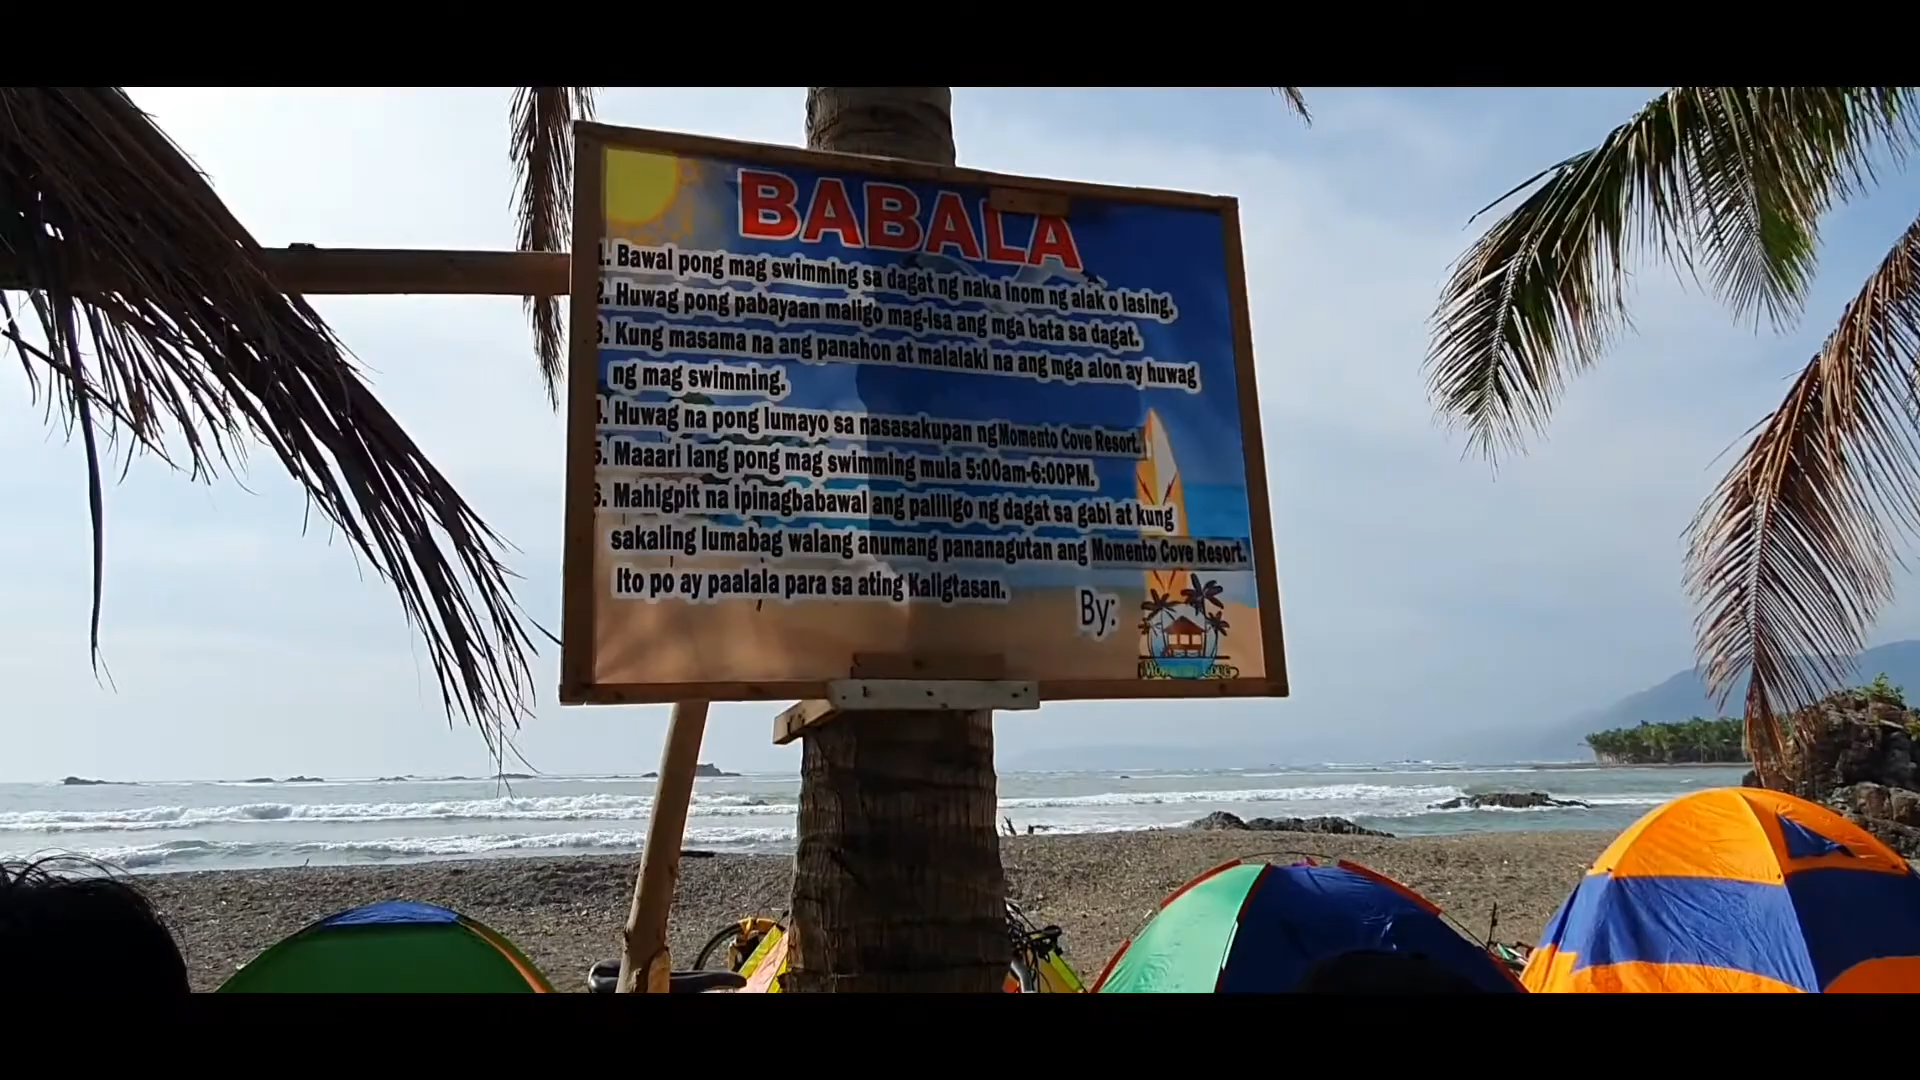 BABALA
1. Bawal pong mag swimming sa dagat ng naka inom ng alak o lasing.
2. Huwag pong pabayaan maligo mag-isa ang mga bata sa dagat.
3. Kung masama na ang panahon at malalaki na ang mga alon ay huwag
ng mag swimming.
4. Huwag na pong lumayo sa nasasakupan ng Momento Cove Resort.
5. Maaari lang pong mag swimming mula 5:00am-6:00PM.
6. Mahigpit na ipinagbabawal ang paliligo ng dagat sa gabi at kung
sakaling lumabag walang anumang pananagutan ang Momento Cove Resort.
Ito po ay paalala para sa ating Kaligtasan.
By:
MOMENTO COVE